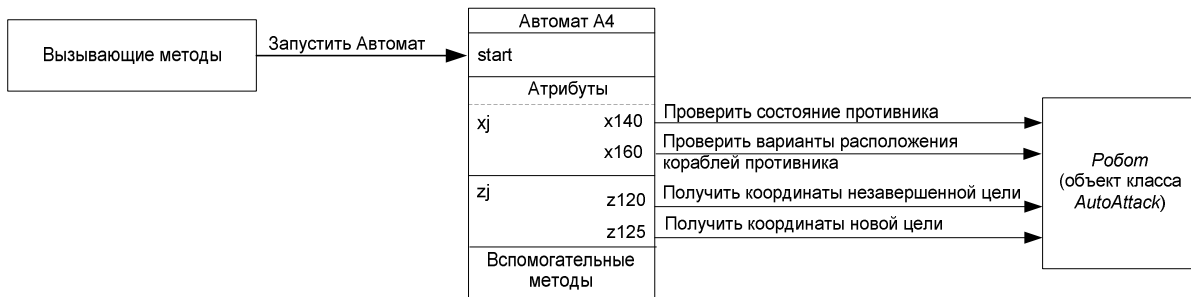 Вызывающие методы
Запустить Автомат
Автомат А4
start
Атрибуты
xj
x140
x160
zj
z120
z125
Вспомогательные
методы
Проверить состояние противника
Проверить варианты расположения
кораблей противника
Получить координаты незавершенной цели
Получить координаты новой цели
Робот
(объект класса
AutoAttack)